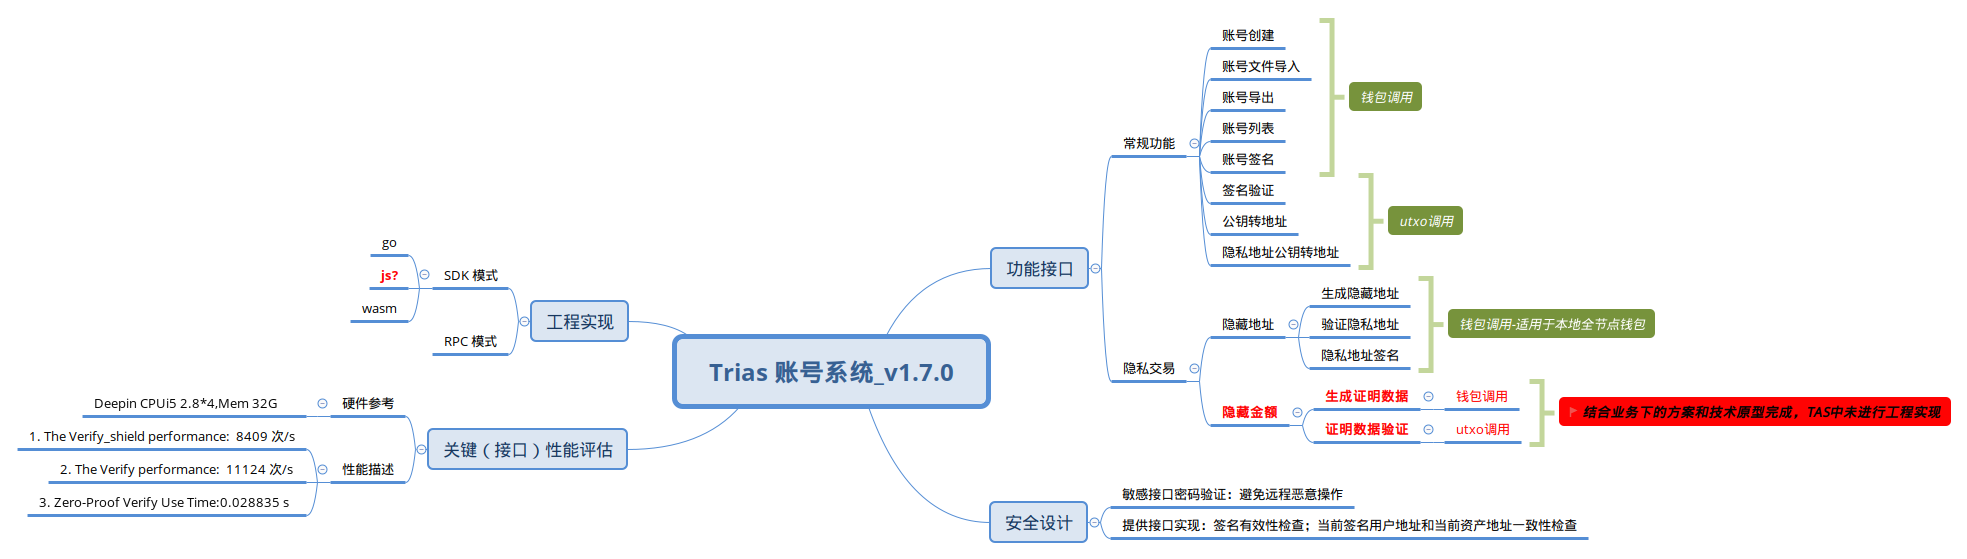 Trias 账号系统_v1.7.0
功能接口
常规功能
账号创建
账号文件导入
账号导出
账号列表
账号签名
钱包调用
签名验证
公钥转地址
隐私地址公钥转地址
utxo调用
隐私交易
隐藏地址
生成隐藏地址
验证隐私地址
隐私地址签名
钱包调用-适用于本地全节点钱包
隐藏金额
生成证明数据
钱包调用
证明数据验证
utxo调用
结合业务下的方案和技术原型完成，TAS中未进行工程实现
安全设计
敏感接口密码验证：避免远程恶意操作
提供接口实现：签名有效性检查；当前签名用户地址和当前资产地址一致性检查
工程实现
SDK 模式
go
js?
wasm
RPC 模式
关键（接口）性能评估
硬件参考
Deepin CPUi5 2.8*4,Mem 32G
性能描述
1. The Verify_shield performance: 8409 次/s
2. The Verify performance: 11124 次/s
3. Zero-Proof Verify Use Time:0.028835 s